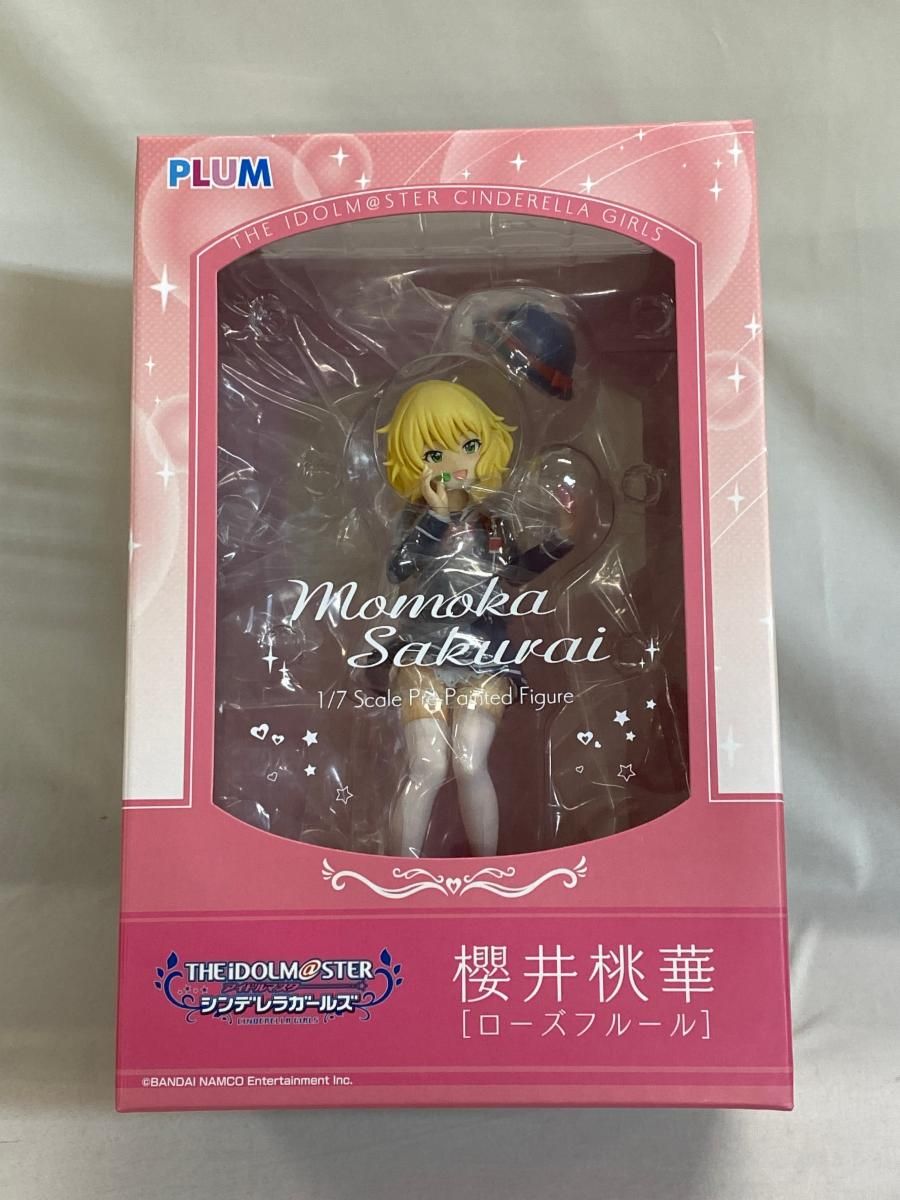 PLUM
THE IDOLM@STER CINDERELLA GIRLS
Momoka
Sakurai
1/7 Scale Pre-Painted Figure
THE iDOLM@STER
アイドルマスター
シンデレラガールズ
CINDERELLA GIRLS
櫻井桃華
[ローズフルール]
©BANDAI NAMCO Entertainment Inc.